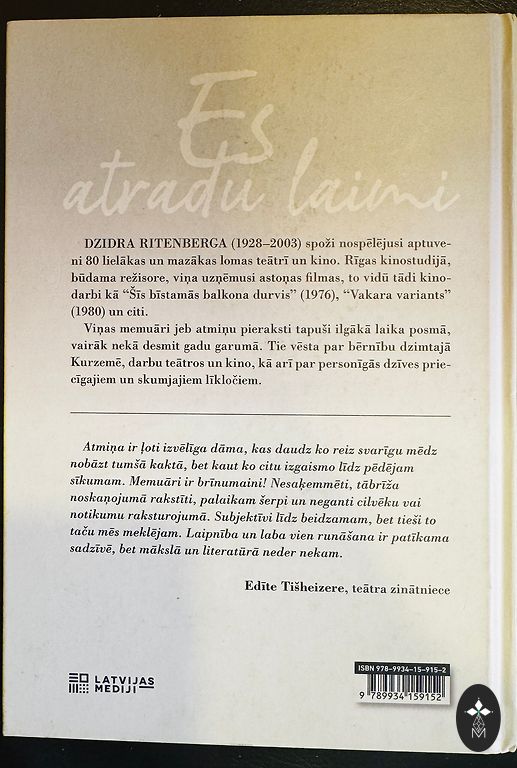 Es
atradu laimi
DZIDRA RITENBERGA (1928–2003) spoži nospēlējusi aptuve-
ni 80 lielākas un mazākas lomas teātrī un kino. Rīgas kinostudijā,
būdama režisore, viņa uzņēmusi astoņas filmas, to vidū tādi kino-
darbi kā “Šīs bīstamās balkona durvis” (1976), “Vakara variants”
(1980) un citi.
Viņas memuāri jeb atmiņu pieraksti tapuši ilgākā laika posmā,
vairāk nekā desmit gadu garumā. Tie vēsta par bērnību dzimtajā
Kurzemē, darbu teātros un kino, kā arī par personīgās dzīves prie-
cīgajiem un skumjajiem līkločiem.
Atmiņa ir ļoti izvēlīga dāma, kas daudz ko reiz svarīgu mēdz
nobāzt tumšā kaktā, bet kaut ko citu izgaismo līdz pēdējam
sīkumam. Memuāri ir brīnumaini! Nesaķemmēti, tābrīža
noskaņojumā rakstīti, palaikam šerpi un neganti cilvēku vai
notikumu raksturojumā. Subjektīvi līdz beidzamam, bet tieši to
taču mēs meklējam. Laipnība un laba vien runāšana ir patīkama
sadzīvē, bet mākslā un literatūrā neder nekam.
Edīte Tišheizere, teātra zinātniece
LATVIJAS
MEDIJI
ISBN 978-9934-15-915-2
9 789934 159152
M